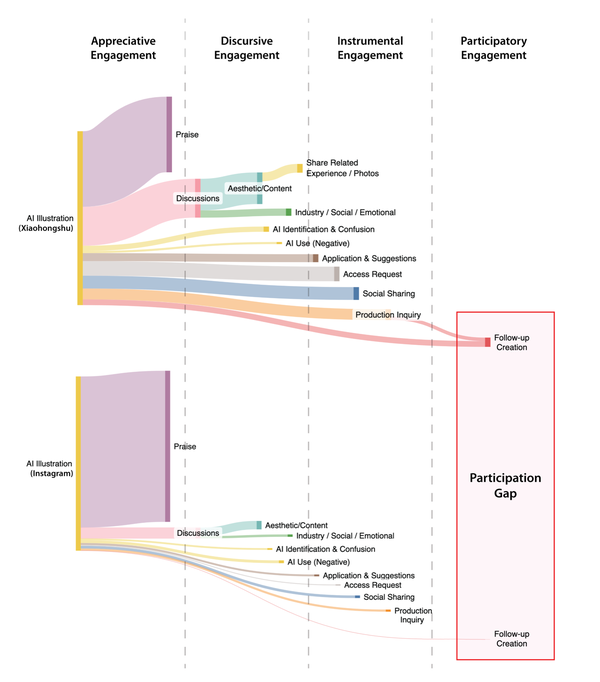 Appreciative
Engagement
Discursive
Engagement
Instrumental
Engagement
Participatory
Engagement
Praise
Share Related
Experience / Photos
Aesthetic/Content
Discussions
Industry / Social / Emotional
AI Illustration
(Xiaohongshu)
AI Identification & Confusion
AI Use (Negative)
Application & Suggestions
Access Request
Social Sharing
Production Inquiry
Follow-up
Creation
Praise
AI Illustration
(Instagram)
Participation
Gap
Aesthetic/Content
Discussions
Industry / Social / Emotional
AI Identification & Confusion
AI Use (Negative)
Application & Suggestions
Access Request
Social Sharing
Production
Inquiry
Follow-up
Creation